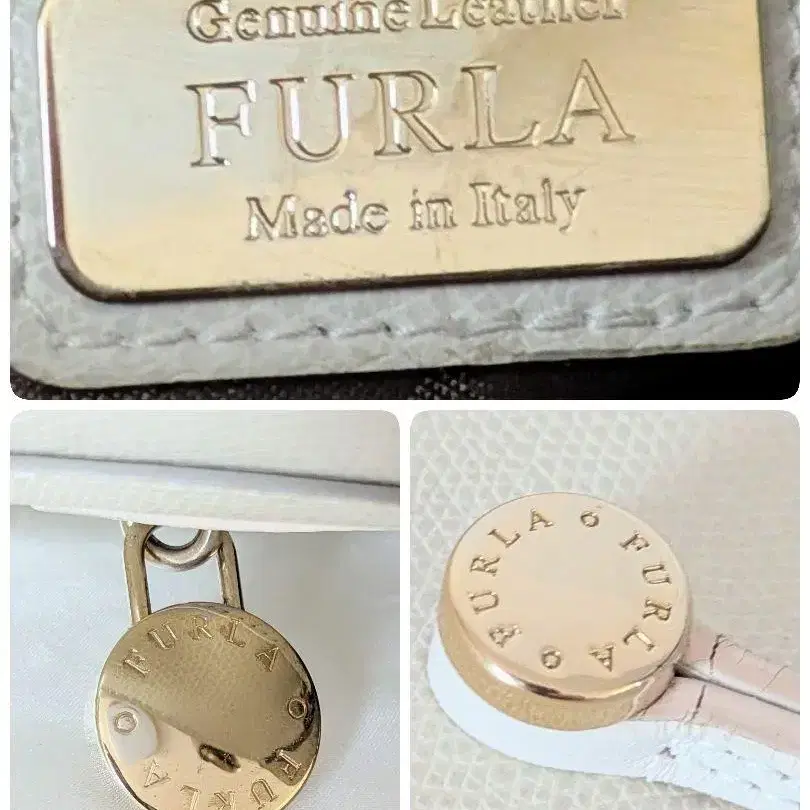 Genuine Leather
FURLA
Made in Italy
FURLA O FURLA O
FURLA o FURLA o